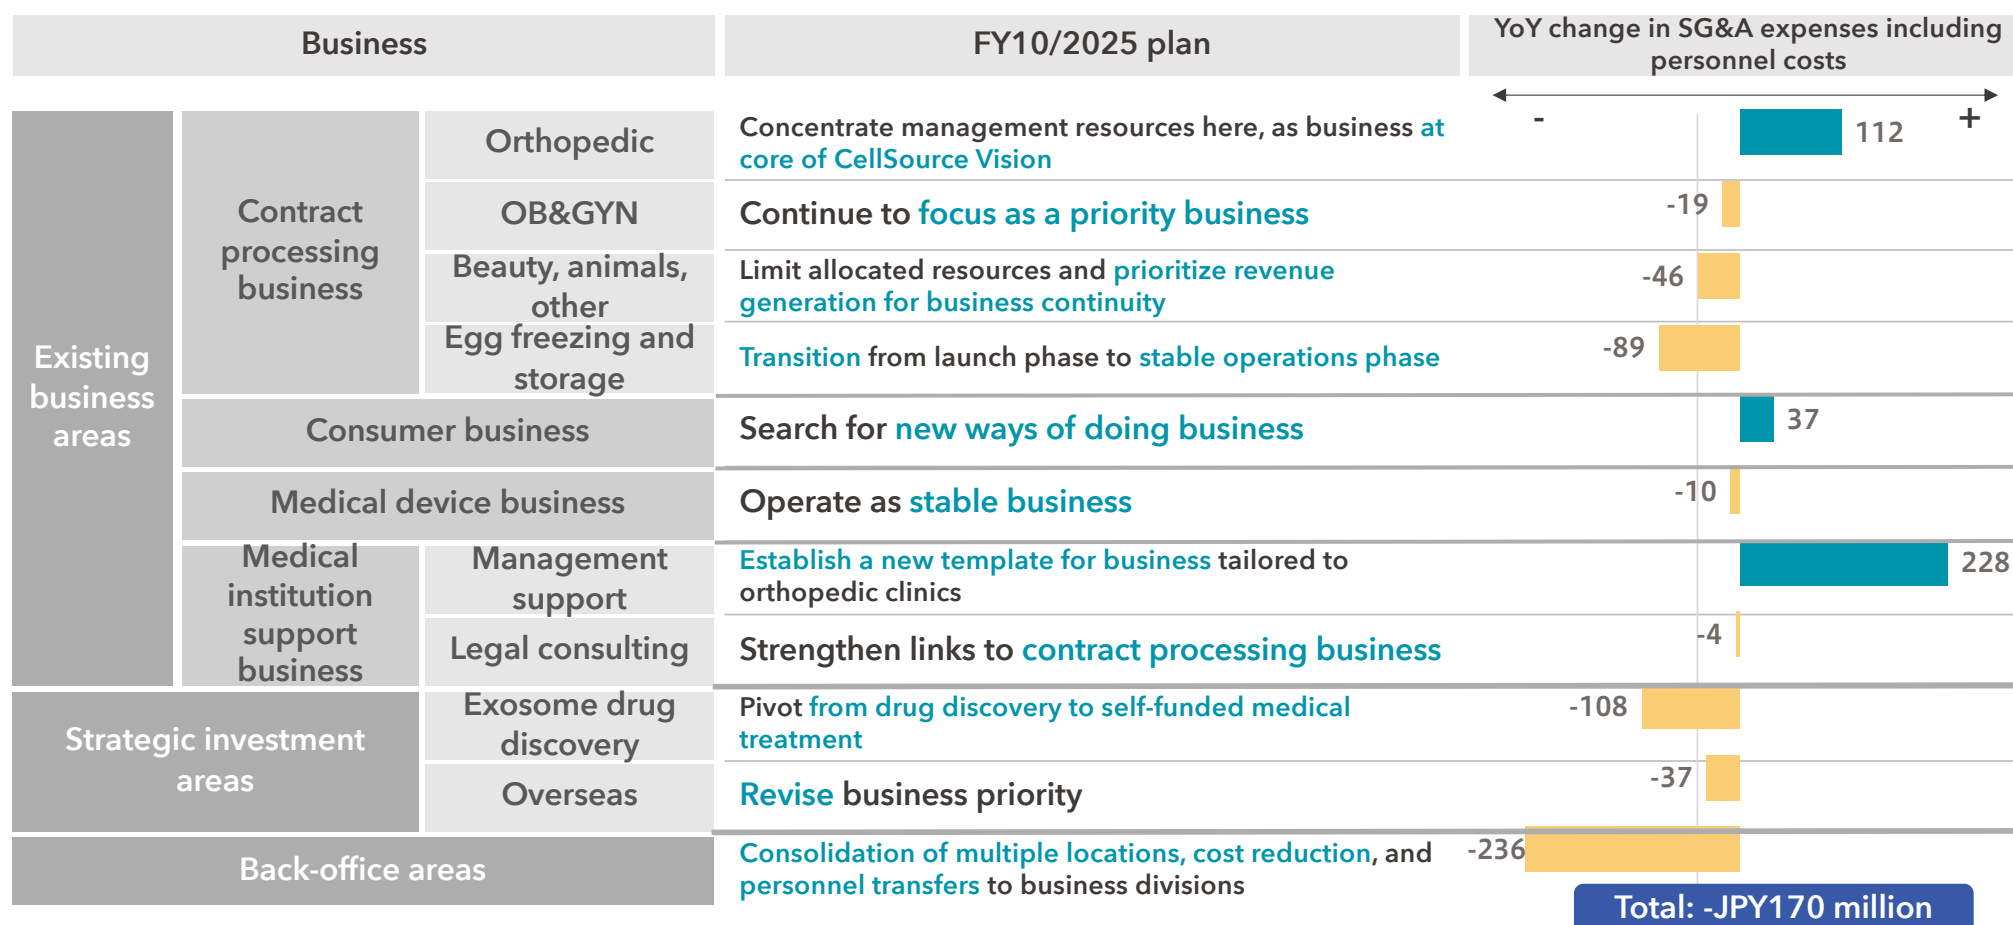 Business
FY10/2025 plan
YoY change in SG&A expenses including
personnel costs
-
+
Existing
business
areas
Contract
processing
business
Orthopedic
Concentrate management resources here, as business at
core of CellSource Vision
112
OB&GYN
Continue to focus as a priority business
-19
Beauty, animals,
other
Limit allocated resources and prioritize revenue
generation for business continuity
-46
Egg freezing and
storage
Transition from launch phase to stable operations phase
-89
Consumer business
Search for new ways of doing business
37
Medical device business
Operate as stable business
-10
Medical
institution
support
business
Management
support
Establish a new template for business tailored to
orthopedic clinics
228
Legal consulting
Strengthen links to contract processing business
-4
Strategic investment
areas
Exosome drug
discovery
Pivot from drug discovery to self-funded medical
treatment
-108
Overseas
Revise business priority
-37
Back-office areas
Consolidation of multiple locations, cost reduction, and
personnel transfers to business divisions
-236
Total: -JPY170 million